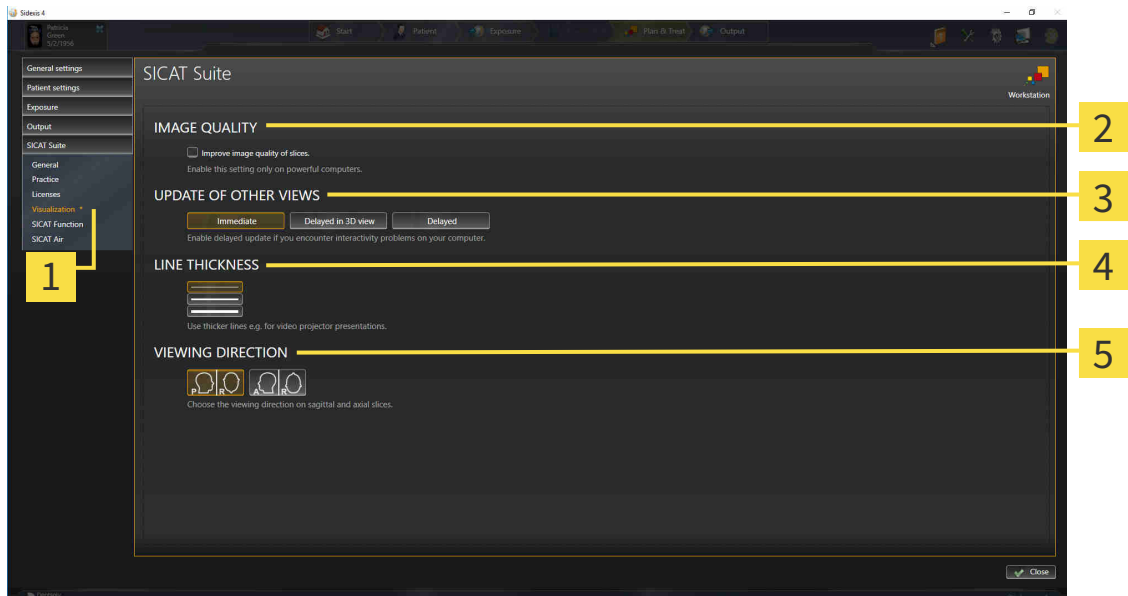 Sidexis 4
Patricia
Green
5/2/1956
Start
Patient
Exposure
Plan & Treat
Output
General settings
Patient settings
Exposure
Output
SICAT Suite
General
Practice
Licenses
Visualization *
SICAT Function
SICAT Air
1
SICAT Suite
Workstation
IMAGE QUALITY
2
Improve image quality of slices.
Enable this setting only on powerful computers.
UPDATE OF OTHER VIEWS
3
Immediate Delayed in 3D view Delayed
Enable delayed update if you encounter interactivity problems on your computer.
LINE THICKNESS
4
Use thicker lines e.g. for video projector presentations.
VIEWING DIRECTION
5
P R A R
Choose the viewing direction on sagittal and axial slices.
Close